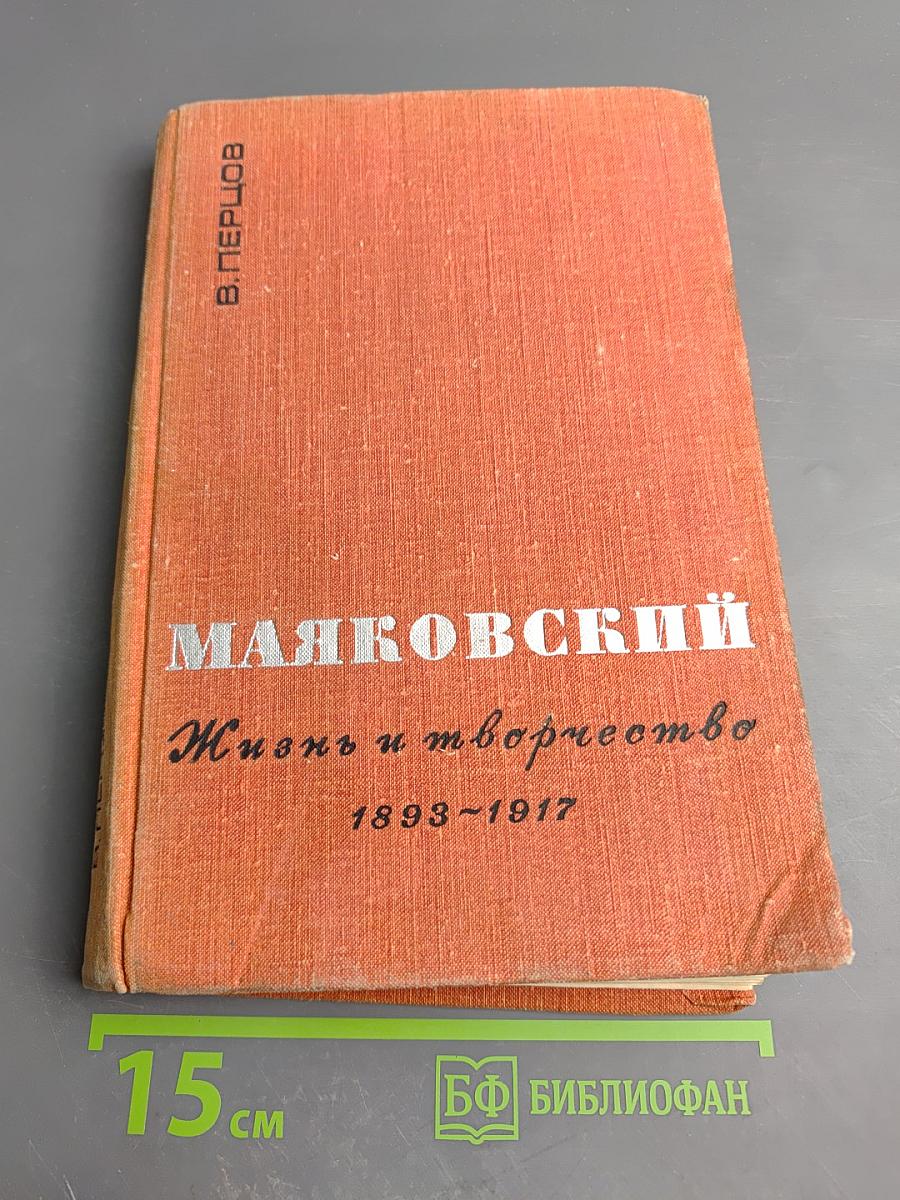 В. ПЕРЦОВ
МАЯКОВСКИЙ
Жизнь и творчество
1893~1917
15 см
БФ БИБЛИОФАН